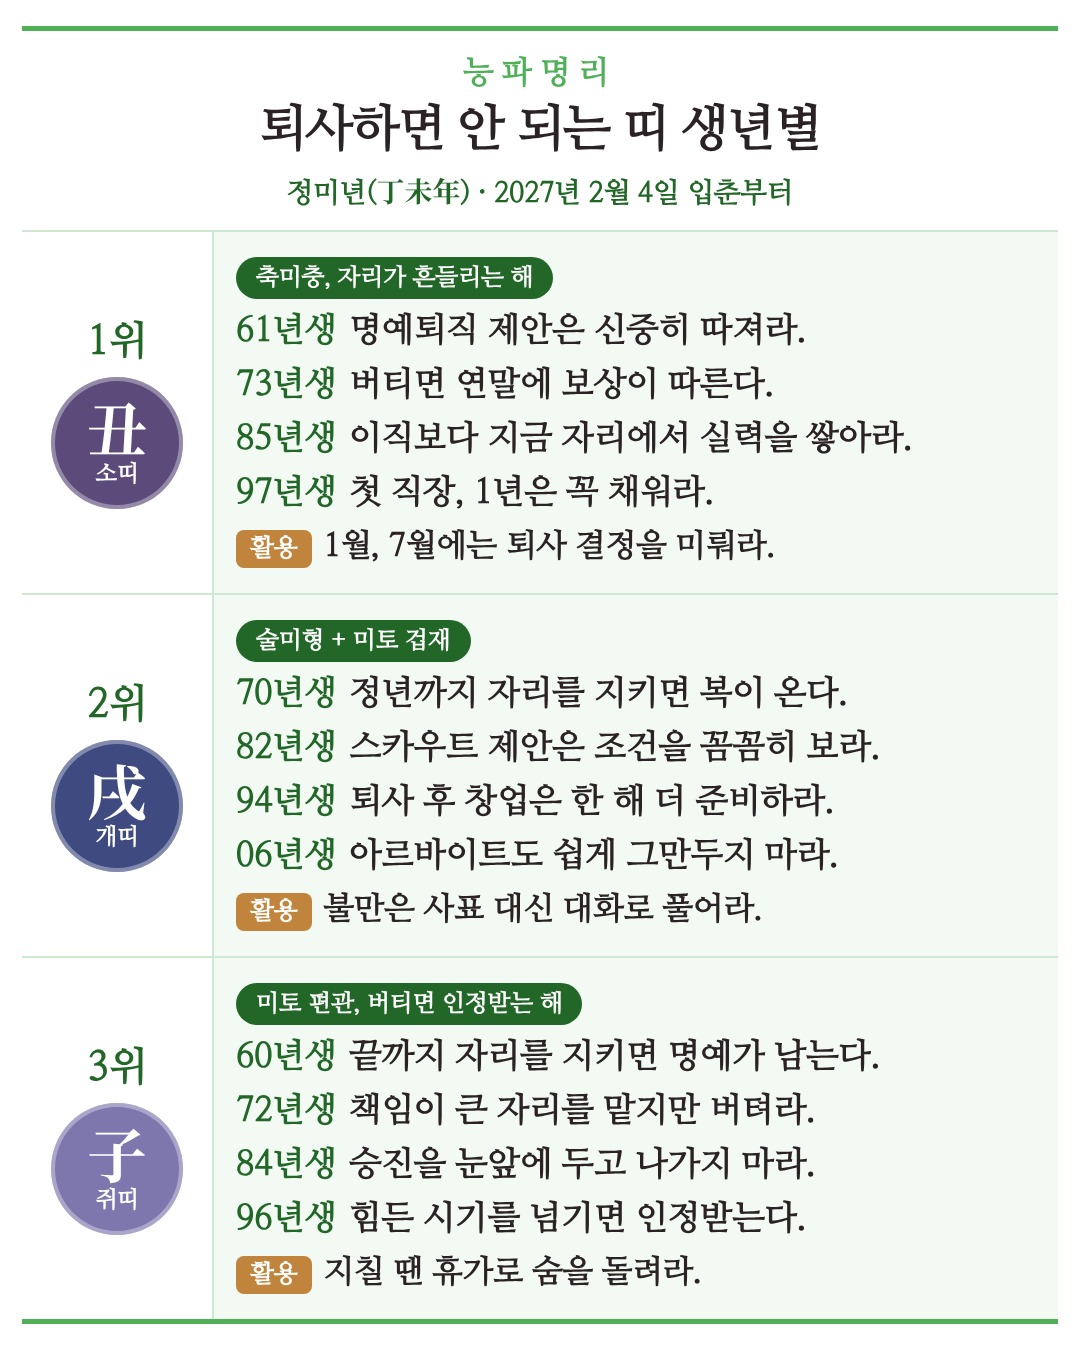 능파명리
퇴사하면 안 되는 띠 생년별
정미년(丁未年) · 2027년 2월 4일 입춘부터
1위
丑
소띠
축미충, 자리가 흔들리는 해
61년생 명예퇴직 제안은 신중히 따져라.
73년생 버티면 연말에 보상이 따른다.
85년생 이직보다 지금 자리에서 실력을 쌓아라.
97년생 첫 직장, 1년은 꼭 채워라.
활용 1월, 7월에는 퇴사 결정을 미뤄라.
2위
戌
개띠
술미형 + 미토 겁재
70년생 정년까지 자리를 지키면 복이 온다.
82년생 스카우트 제안은 조건을 꼼꼼히 보라.
94년생 퇴사 후 창업은 한 해 더 준비하라.
06년생 아르바이트도 쉽게 그만두지 마라.
활용 불만은 사표 대신 대화로 풀어라.
3위
子
쥐띠
미토 편관, 버티면 인정받는 해
60년생 끝까지 자리를 지키면 명예가 남는다.
72년생 책임이 큰 자리를 맡지만 버텨라.
84년생 승진을 눈앞에 두고 나가지 마라.
96년생 힘든 시기를 넘기면 인정받는다.
활용 지칠 땐 휴가로 숨을 돌려라.